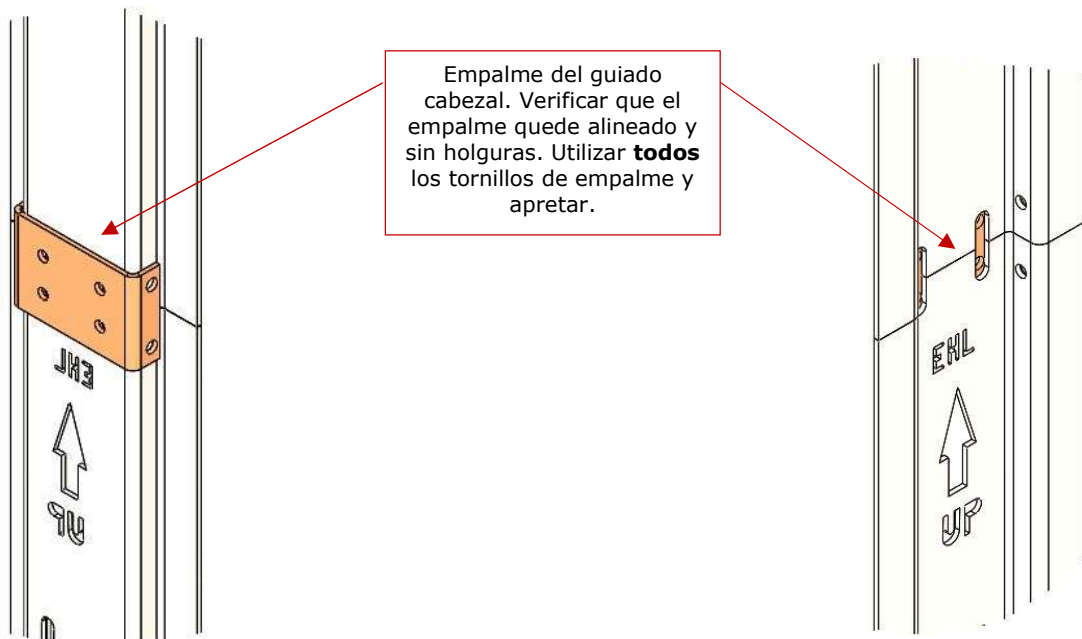 Empalme del guiado
cabezal. Verificar que el
empalme quede alineado y
sin holguras. Utilizar todos
los tornillos de empalme y
apretar.
EHL
UP
EHL
UP